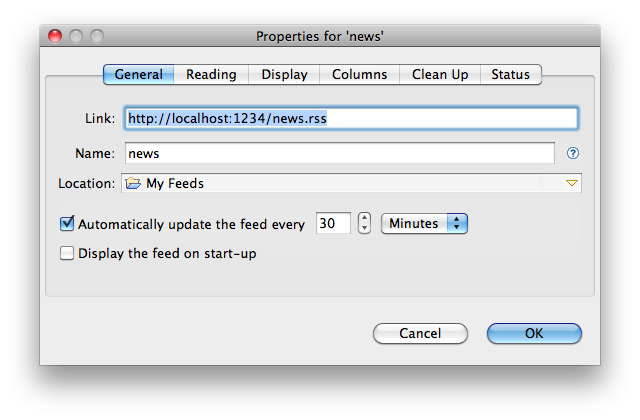 Properties for 'news'
General Reading Display Columns Clean Up Status
Link: http://localhost:1234/news.rss
Name: news ?
Location: My Feeds
Automatically update the feed every 30 Minutes
Display the feed on start-up
Cancel OK